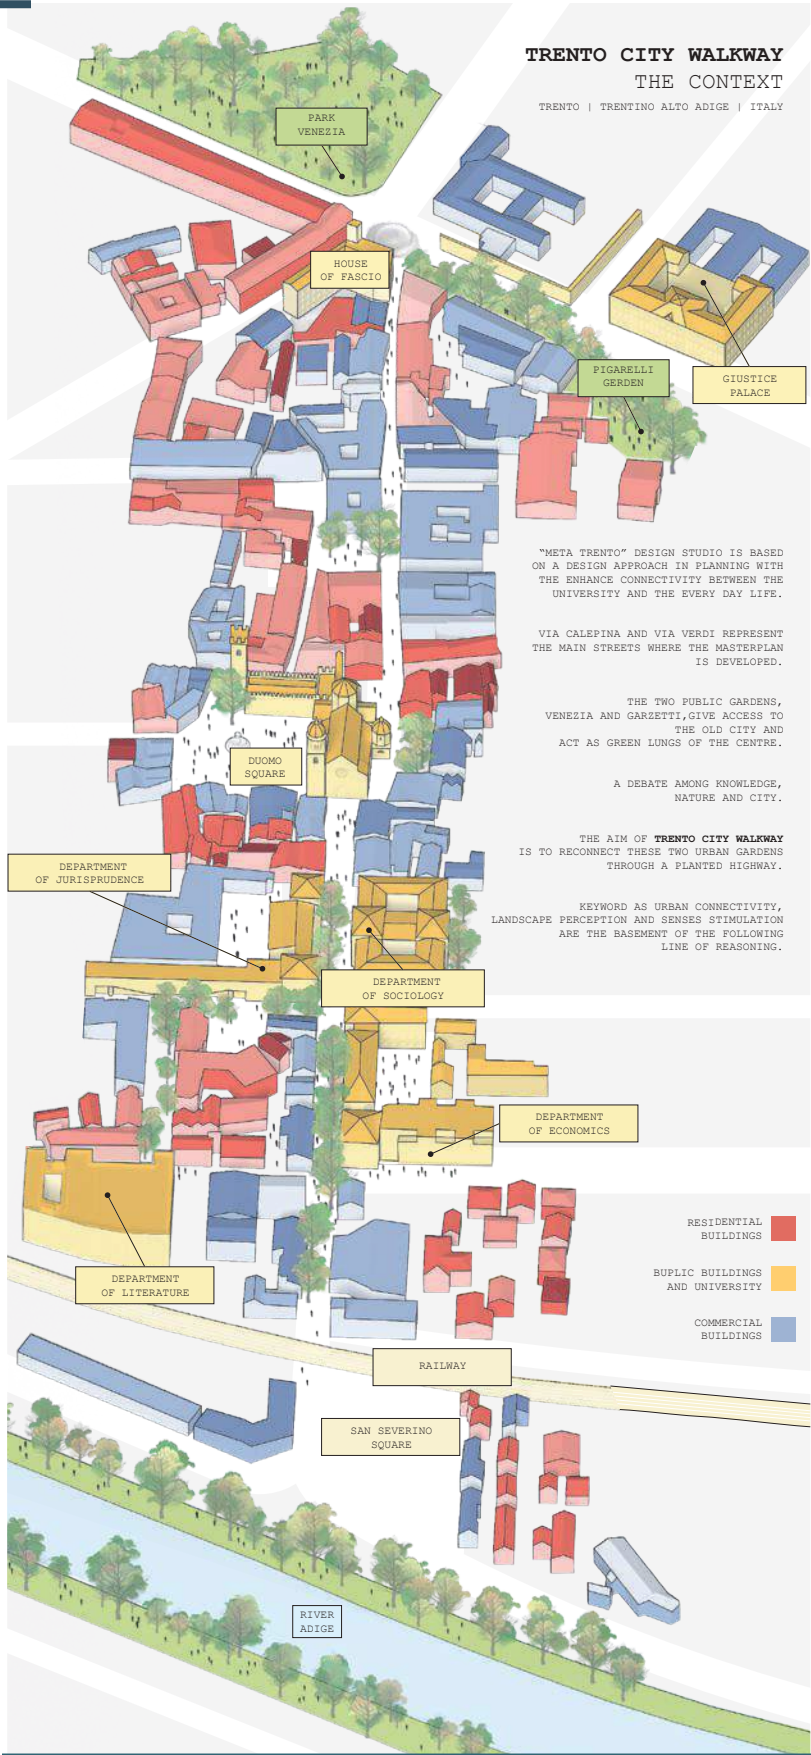 TRENTO CITY WALKWAY
THE CONTEXT
TRENTO | TRENTINO ALTO ADIGE | ITALY
PARK
VENEZIA
HOUSE
OF FASCIO
PIGARELLI
GERDEN
GIUSTICE
PALACE
"META TRENTO" DESIGN STUDIO IS BASED
ON A DESIGN APPROACH IN PLANNING WITH
THE ENHANCE CONNECTIVITY BETWEEN THE
UNIVERSITY AND THE EVERY DAY LIFE.
VIA CALEPINA AND VIA VERDI REPRESENT
THE MAIN STREETS WHERE THE MASTERPLAN
IS DEVELOPED.
THE TWO PUBLIC GARDENS,
VENEZIA AND GARZETTI,GIVE ACCESS TO
THE OLD CITY AND
ACT AS GREEN LUNGS OF THE CENTRE.
A DEBATE AMONG KNOWLEDGE,
NATURE AND CITY.
THE AIM OF TRENTO CITY WALKWAY
IS TO RECONNECT THESE TWO URBAN GARDENS
THROUGH A PLANTED HIGHWAY.
KEYWORD AS URBAN CONNECTIVITY,
LANDSCAPE PERCEPTION AND SENSES STIMULATION
ARE THE BASEMENT OF THE FOLLOWING
LINE OF REASONING.
DUOMO
SQUARE
DEPARTMENT
OF JURISPRUDENCE
DEPARTMENT
OF SOCIOLOGY
DEPARTMENT
OF ECONOMICS
DEPARTMENT
OF LITERATURE
RESIDENTIAL
BUILDINGS
BUPLIC BUILDINGS
AND UNIVERSITY
COMMERCIAL
BUILDINGS
RAILWAY
SAN SEVERINO
SQUARE
RIVER
ADIGE